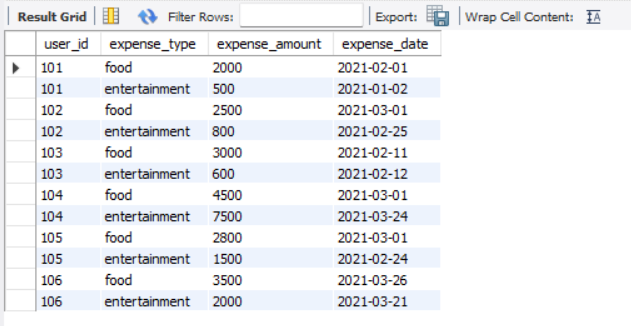 Result Grid Filter Rows: Export: Wrap Cell Content: IA
user_id expense_type expense_amount expense_date
101 food 2000 2021-02-01
101 entertainment 500 2021-01-02
102 food 2500 2021-03-01
102 entertainment 800 2021-02-25
103 food 3000 2021-02-11
103 entertainment 600 2021-02-12
104 food 4500 2021-03-01
104 entertainment 7500 2021-03-24
105 food 2800 2021-03-01
105 entertainment 1500 2021-02-24
106 food 3500 2021-03-26
106 entertainment 2000 2021-03-21